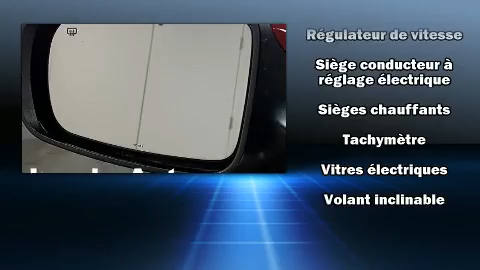 Régulateur de vitesse
Siège conducteur à
réglage électrique
Sièges chauffants
Tachymètre
Vitres électriques
Volant inclinable